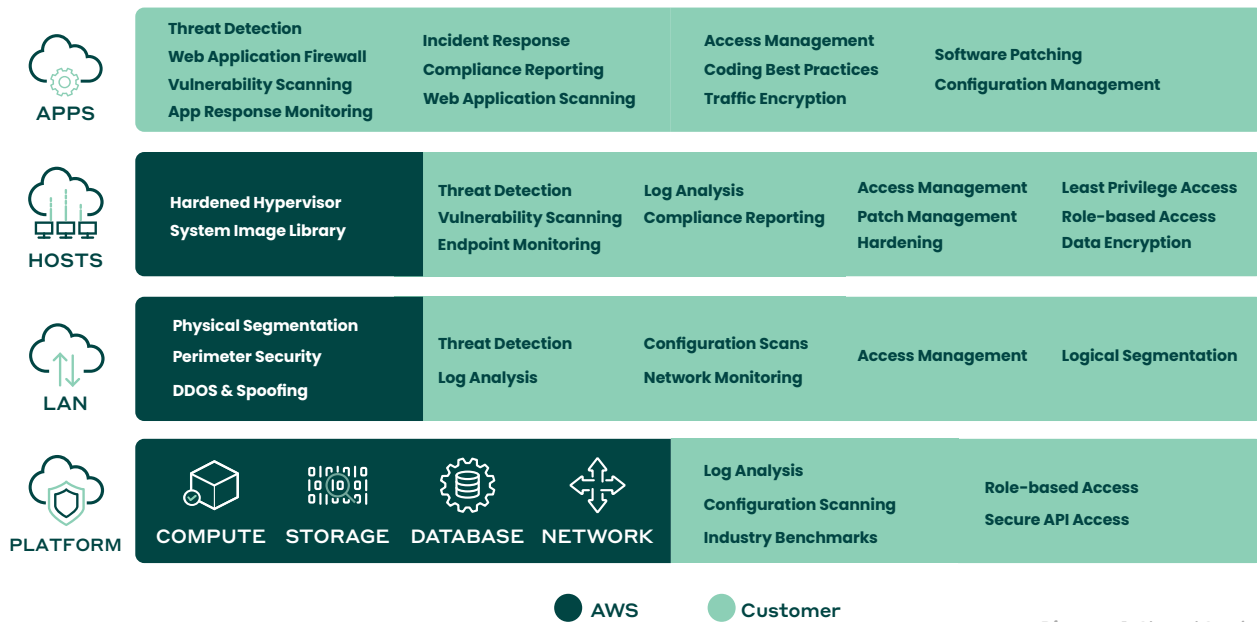 Threat Detection
Web Application Firewall
Vulnerability Scanning
App Response Monitoring
Incident Response
Compliance Reporting
Web Application Scanning
Access Management
Coding Best Practices
Traffic Encryption
Software Patching
Configuration Management
APPS
Hardened Hypervisor
System Image Library
Threat Detection
Vulnerability Scanning
Endpoint Monitoring
Log Analysis
Compliance Reporting
Access Management
Patch Management
Hardening
Least Privilege Access
Role-based Access
Data Encryption
HOSTS
Physical Segmentation
Perimeter Security
DDOS & Spoofing
Threat Detection
Log Analysis
Configuration Scans
Network Monitoring
Access Management
Logical Segmentation
LAN
COMPUTE
STORAGE
DATABASE
NETWORK
Log Analysis
Configuration Scanning
Industry Benchmarks
Role-based Access
Secure API Access
PLATFORM
AWS
Customer